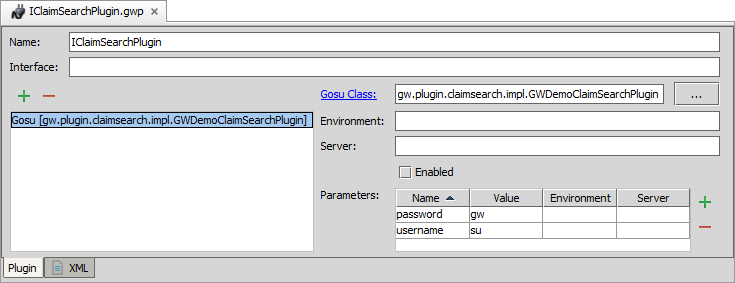 IClaimSearchPlugin.gwp
Name: IClaimSearchPlugin
Interface:
Gosu Class: gw.plugin.claimsearch.impl.GWDemoClaimSearchPlugin ...
Gosu [gw.plugin.claimsearch.impl.GWDemoClaimSearchPlugin]
Environment:
Server:
Enabled
Parameters:
Name Value Environment Server
password gw
username su
Plugin XML